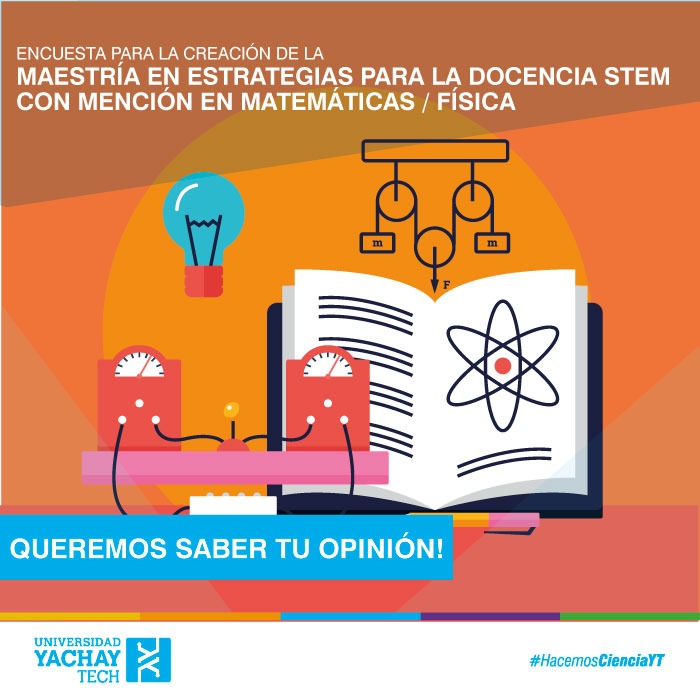 ENCUESTA PARA LA CREACIÓN DE LA
MAESTRÍA EN ESTRATEGIAS PARA LA DOCENCIA STEM
CON MENCIÓN EN MATEMÁTICAS / FÍSICA
m
m
F
QUEREMOS SABER TU OPINIÓN!
UNIVERSIDAD
YACHAY
TECH
#HacemosCienciaYT